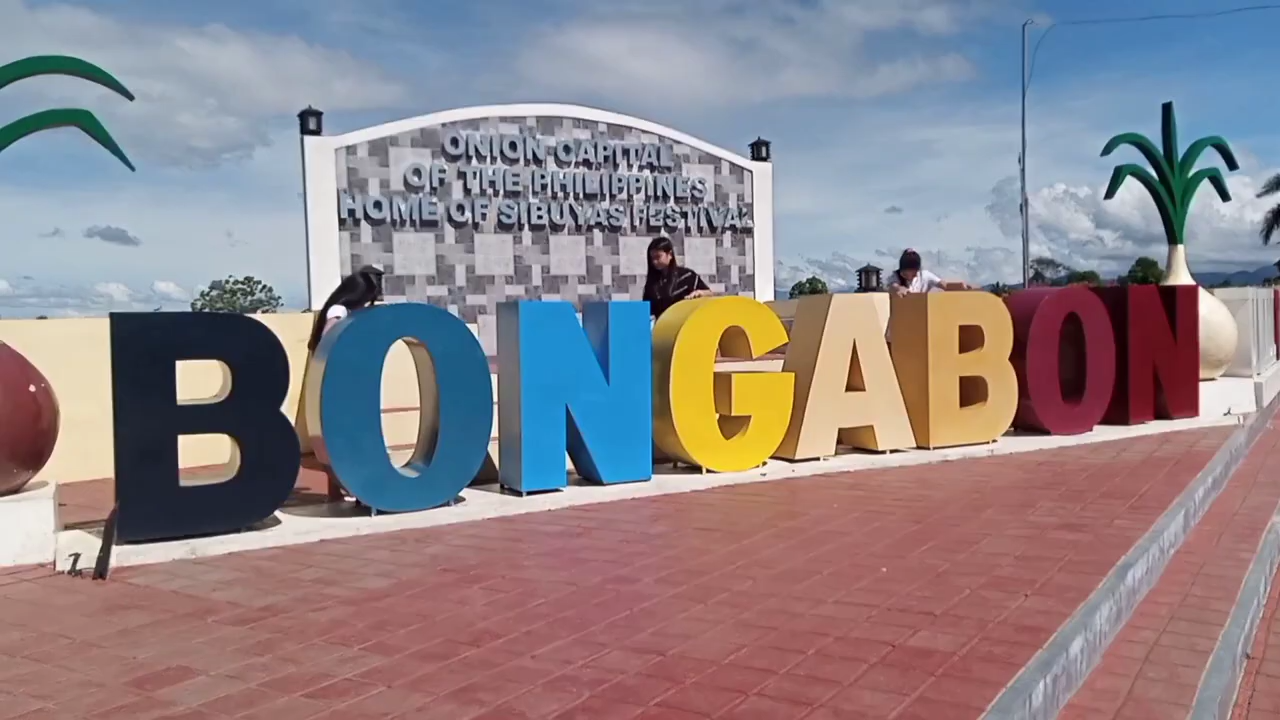 ONION CAPITAL
OF THE PHILIPPINES
HOME OF SIBUYAS FESTIVAL
BONGABON